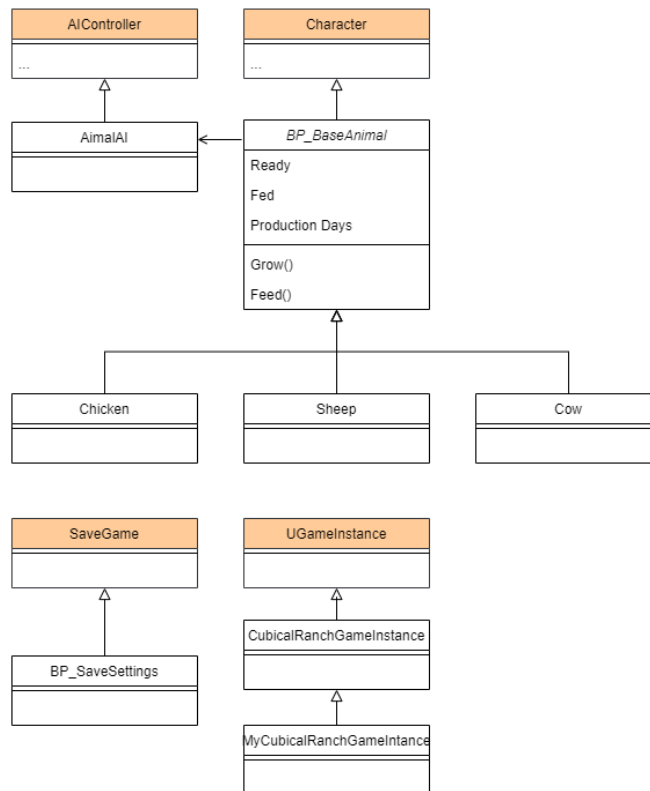 AIController
Character
...
...
AimalAI
BP_BaseAnimal
Ready
Fed
Production Days
Grow()
Feed()
Chicken
Sheep
Cow
SaveGame
UGameInstance
CubicalRanchGameInstance
BP_SaveSettings
MyCubicalRanchGameIntance